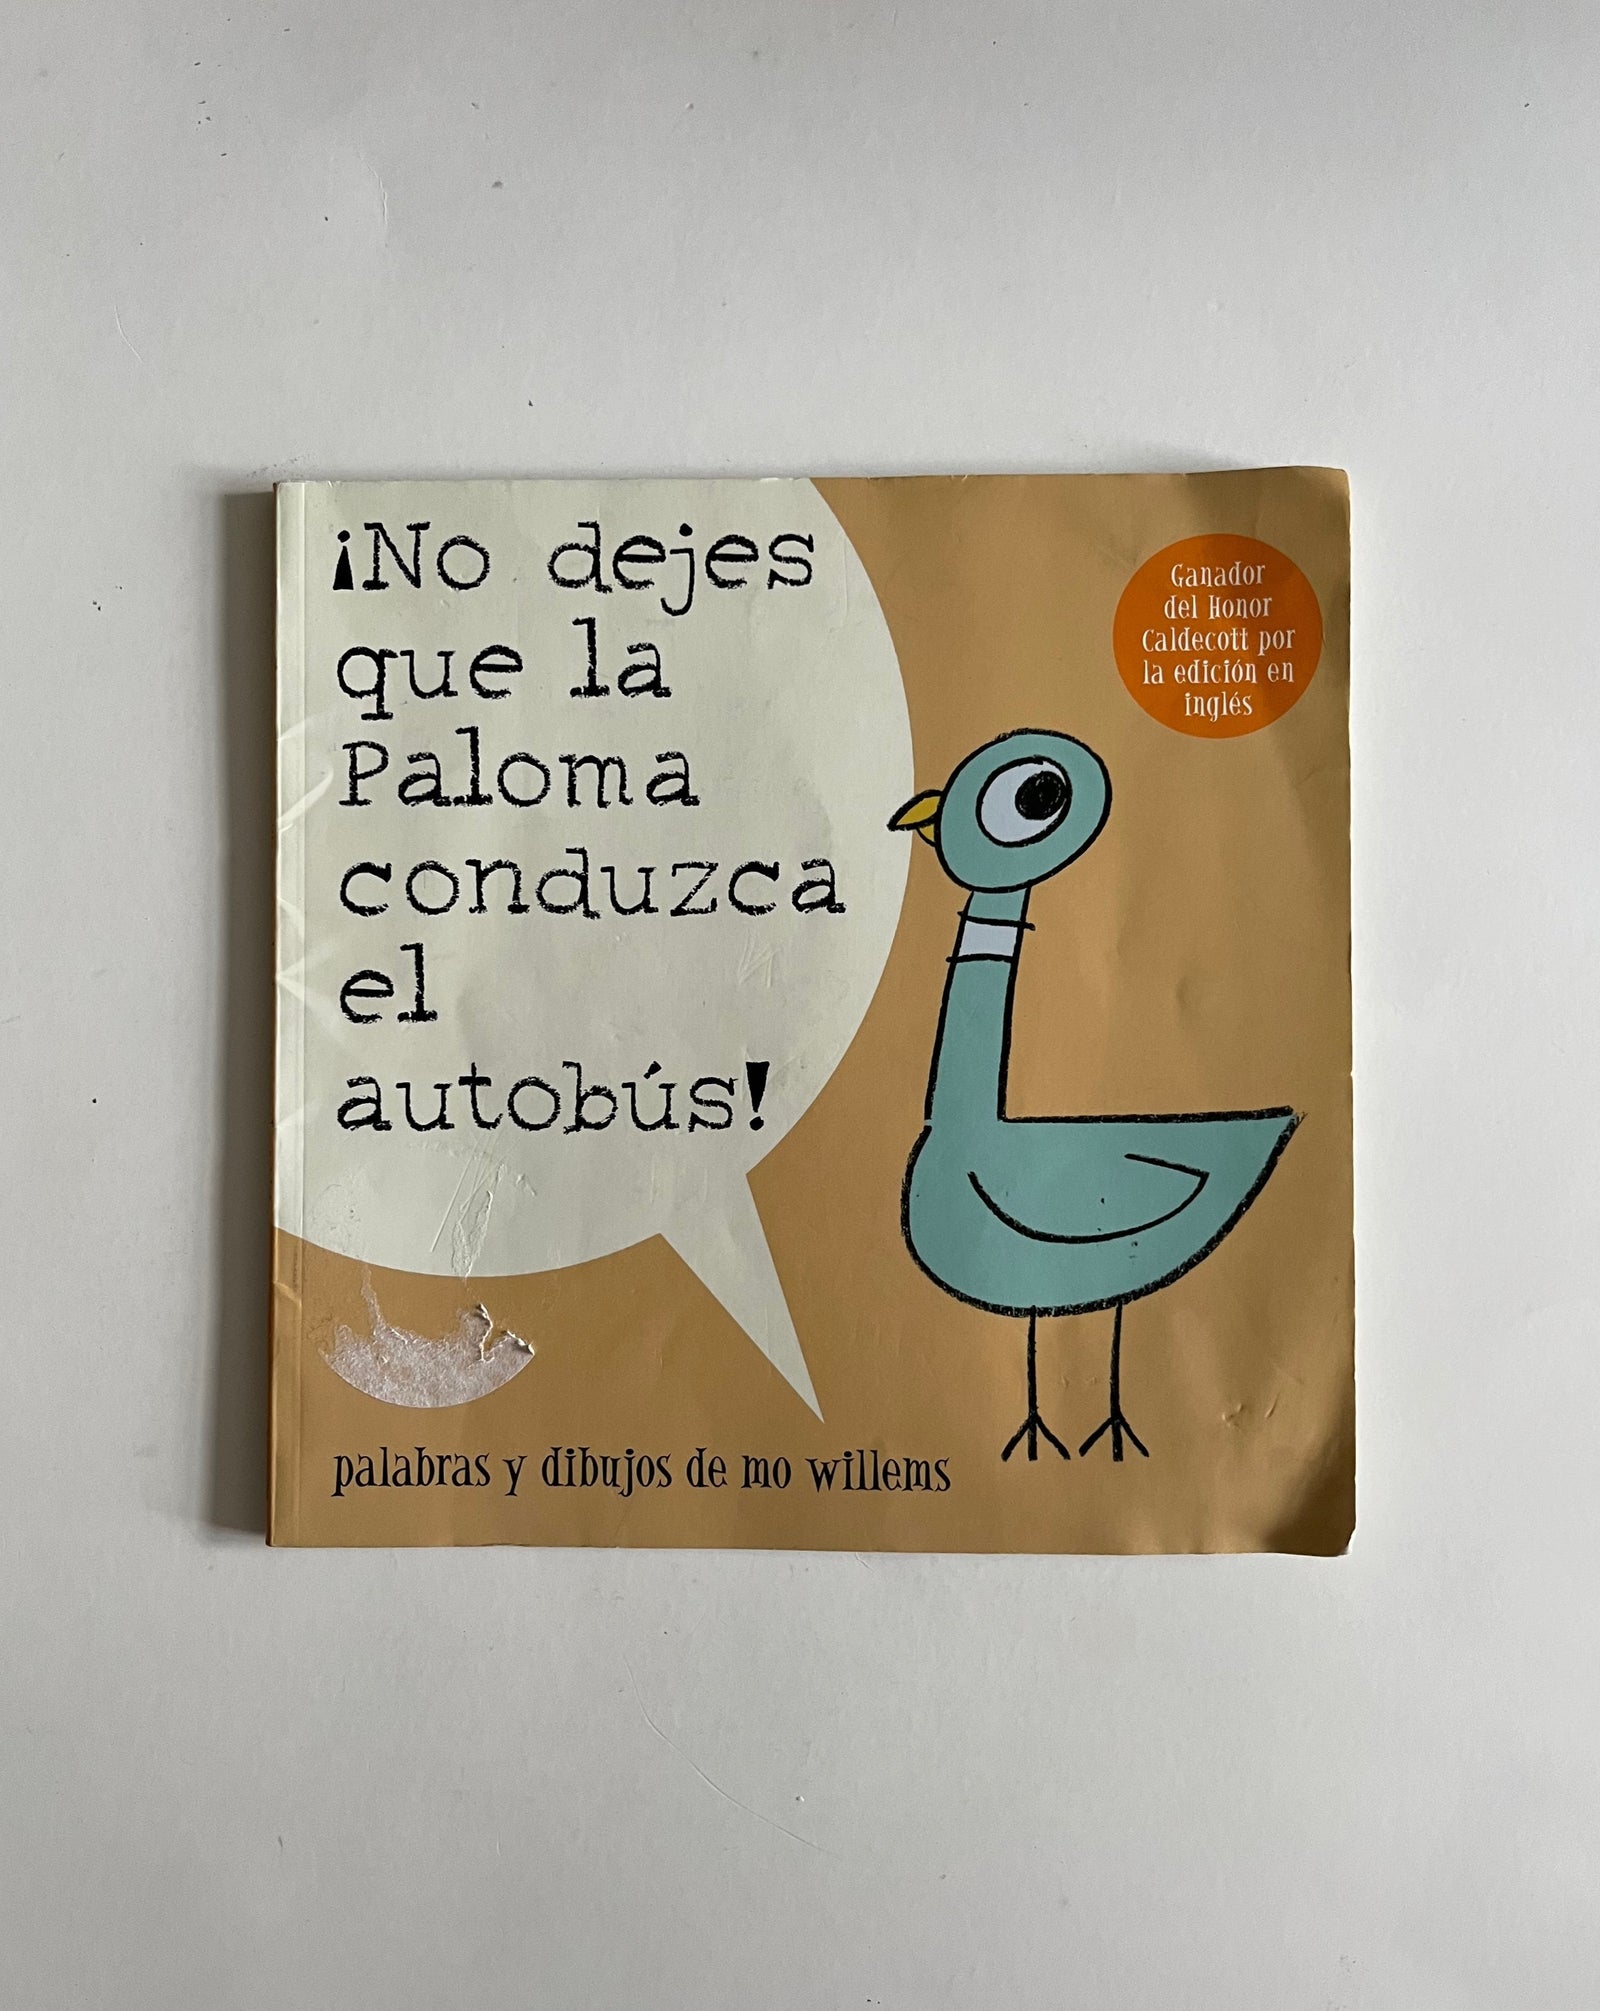 ¡No dejes
que la
Paloma
conduzca
el
autobús!
Ganador
del Honor
Caldecott por
la edición en
inglés
palabras y dibujos de mo willems